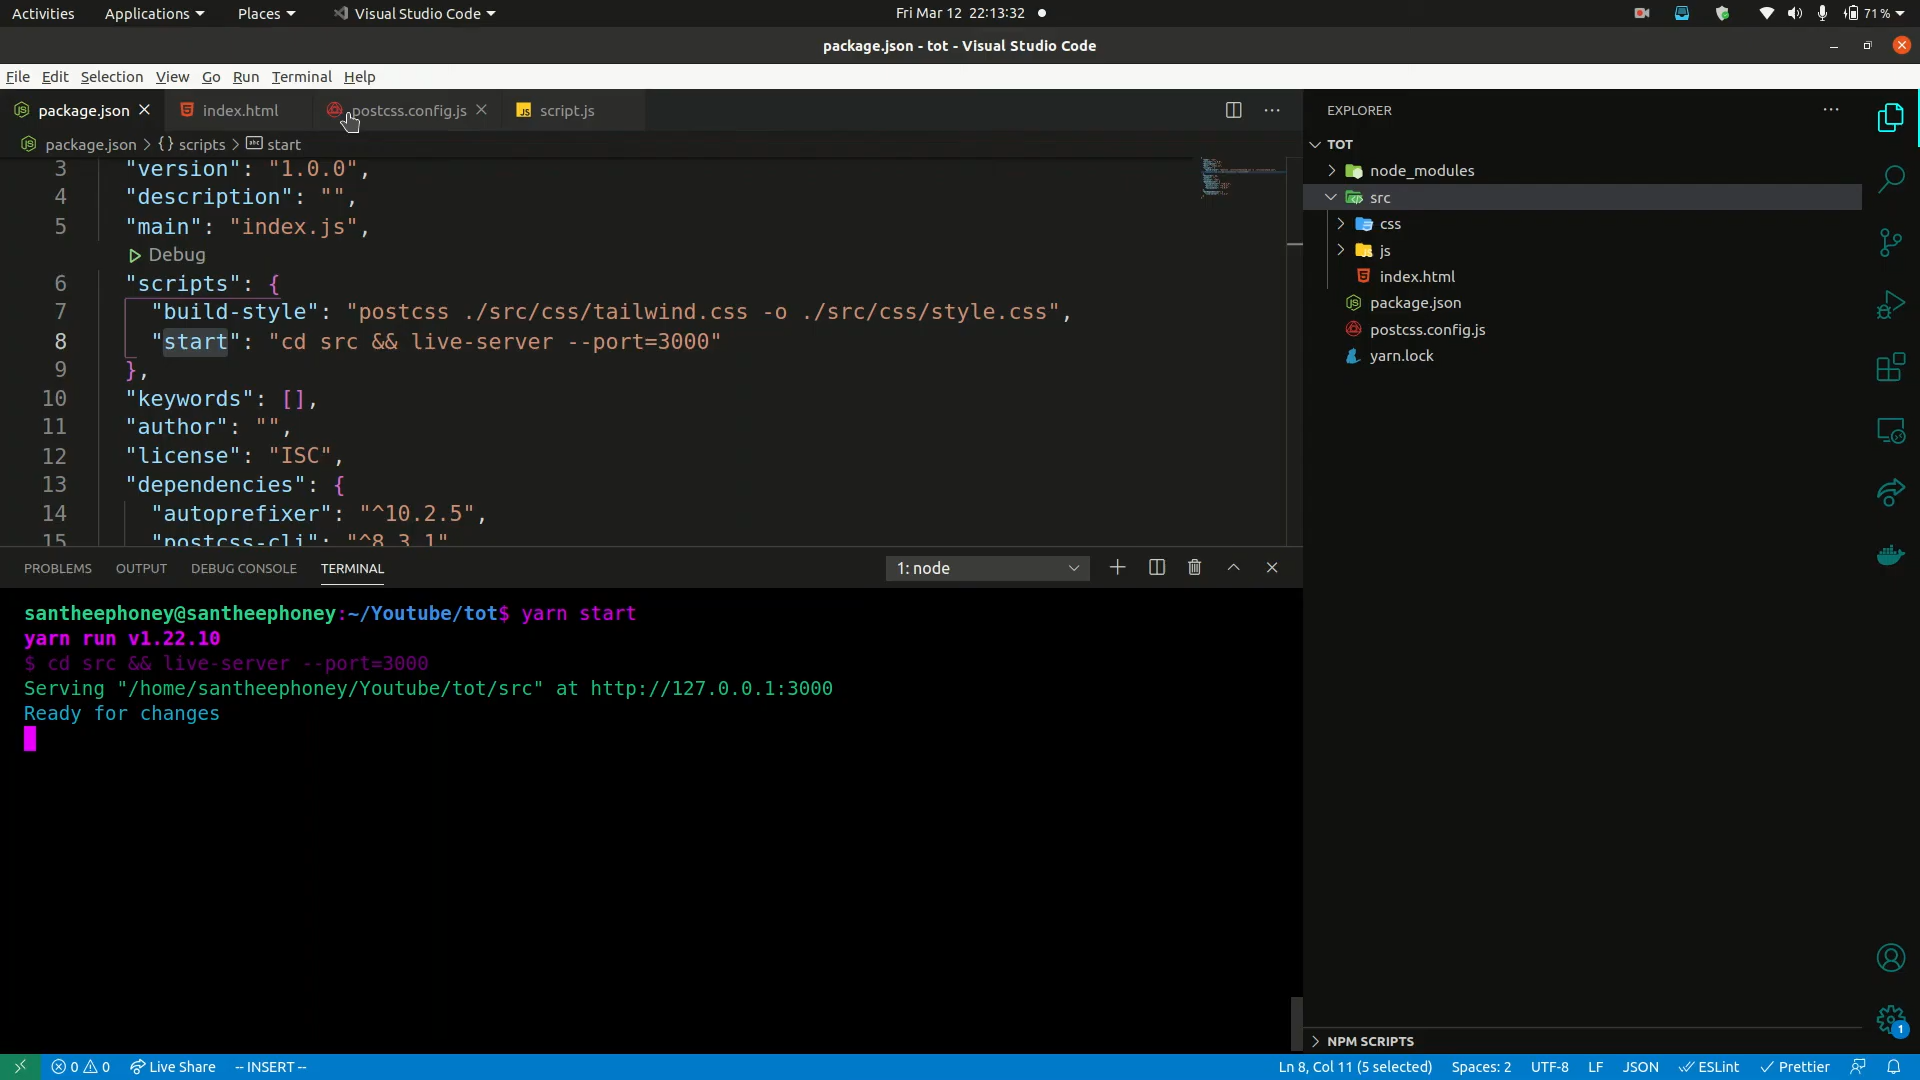 Activities Applications Places Visual Studio Code Fri Mar 12 22:13:32 71 %
package.json - tot - Visual Studio Code
File Edit Selection View Go Run Terminal Help
package.json index.html postcss.config.js script.js
package.json > {} scripts > start
3 "version": "1.0.0",
4 "description": "",
5 "main": "index.js",
Debug
6 "scripts": {
7 "build-style": "postcss ./src/css/tailwind.css -o ./src/css/style.css",
8 "start": "cd src && live-server --port=3000"
9 },
10 "keywords": [],
11 "author": "",
12 "license": "ISC",
13 "dependencies": {
14 "autoprefixer": "^10.2.5",
15 "postcss-cli": "^8.3.1"
PROBLEMS OUTPUT DEBUG CONSOLE TERMINAL 1: node
santheephoney@santheephoney:~/Youtube/tot$ yarn start
yarn run v1.22.10
$ cd src && live-server --port=3000
Serving "/home/santheephoney/Youtube/tot/src" at http://127.0.0.1:3000
Ready for changes
EXPLORER
TOT
node_modules
src
css
js
index.html
package.json
postcss.config.js
yarn.lock
NPM SCRIPTS
1
0 0 Live Share -- INSERT -- Ln 8, Col 11 (5 selected) Spaces: 2 UTF-8 LF JSON ESLint Prettier